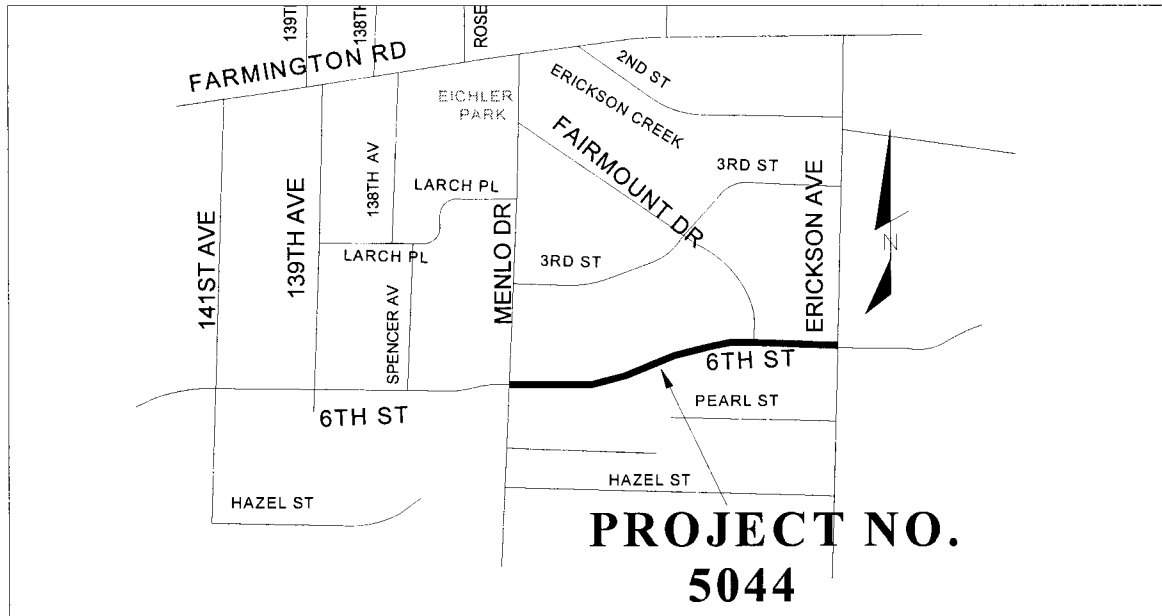 139TH
138TH
ROSE
FARMINGTON RD
2ND ST
EICHLER
PARK
ERICKSON CREEK
FAIRMOUNT DR
138TH AV
LARCH PL
3RD ST
141ST AVE
139TH AVE
MENLO DR
ERICKSON AVE
N
LARCH PL
3RD ST
SPENCER AV
6TH ST
6TH ST
PEARL ST
HAZEL ST
HAZEL ST
PROJECT NO.
5044